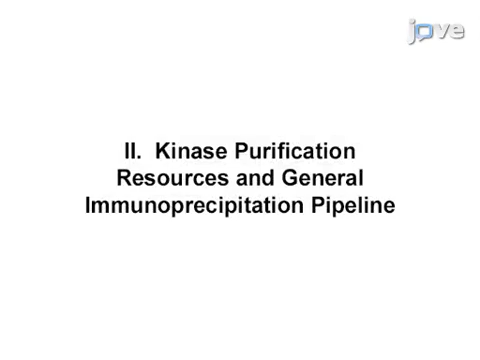 jove
II. Kinase Purification
Resources and General
Immunoprecipitation Pipeline